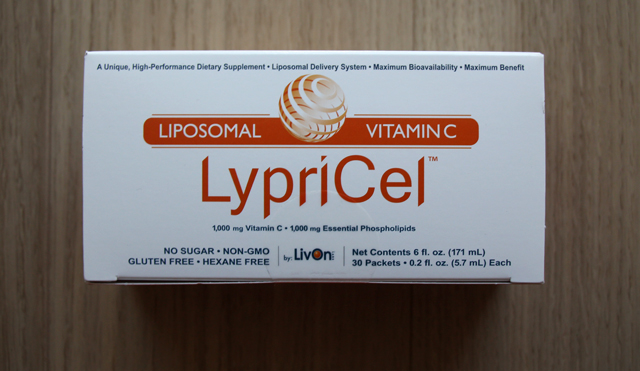 A Unique, High-Performance Dietary Supplement • Liposomal Delivery System • Maximum Bioavailability • Maximum Benefit
LIPOSOMAL VITAMIN C
LypriCel™
1,000 mg Vitamin C • 1,000 mg Essential Phospholipids
NO SUGAR • NON-GMO
GLUTEN FREE • HEXANE FREE
by: LivOn
Net Contents 6 fl. oz. (171 mL)
30 Packets • 0.2 fl. oz. (5.7 mL) Each